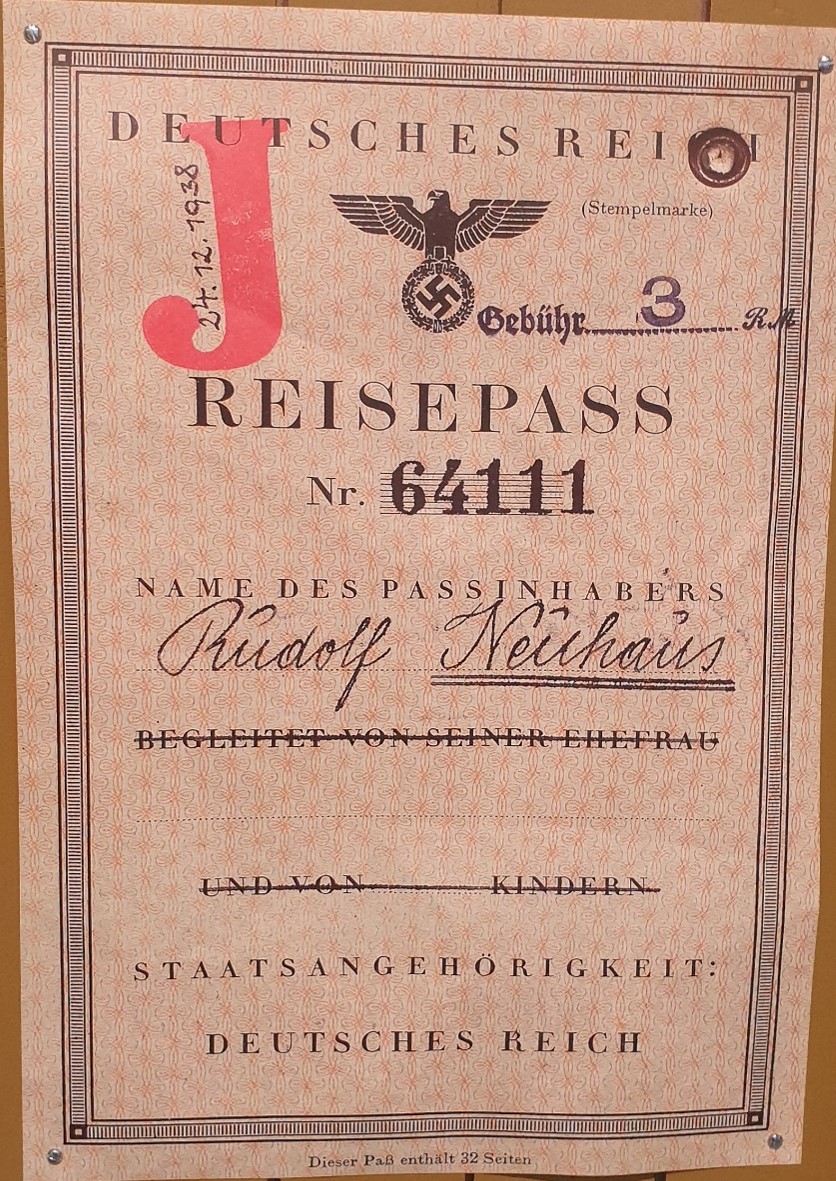 DEUTSCHES REICH
J
24.12.1938
(Stempelmarke)
Gebühr 3 RM
REISEPASS
Nr. 64111
NAME DES PASSINHABERS
Rudolf Neuhaus
BEGLEITET VON SEINER EHEFRAU
UND VON KINDERN
STAATSANGEHÖRIGKEIT:
DEUTSCHES REICH
Dieser Paß enthält 32 Seiten